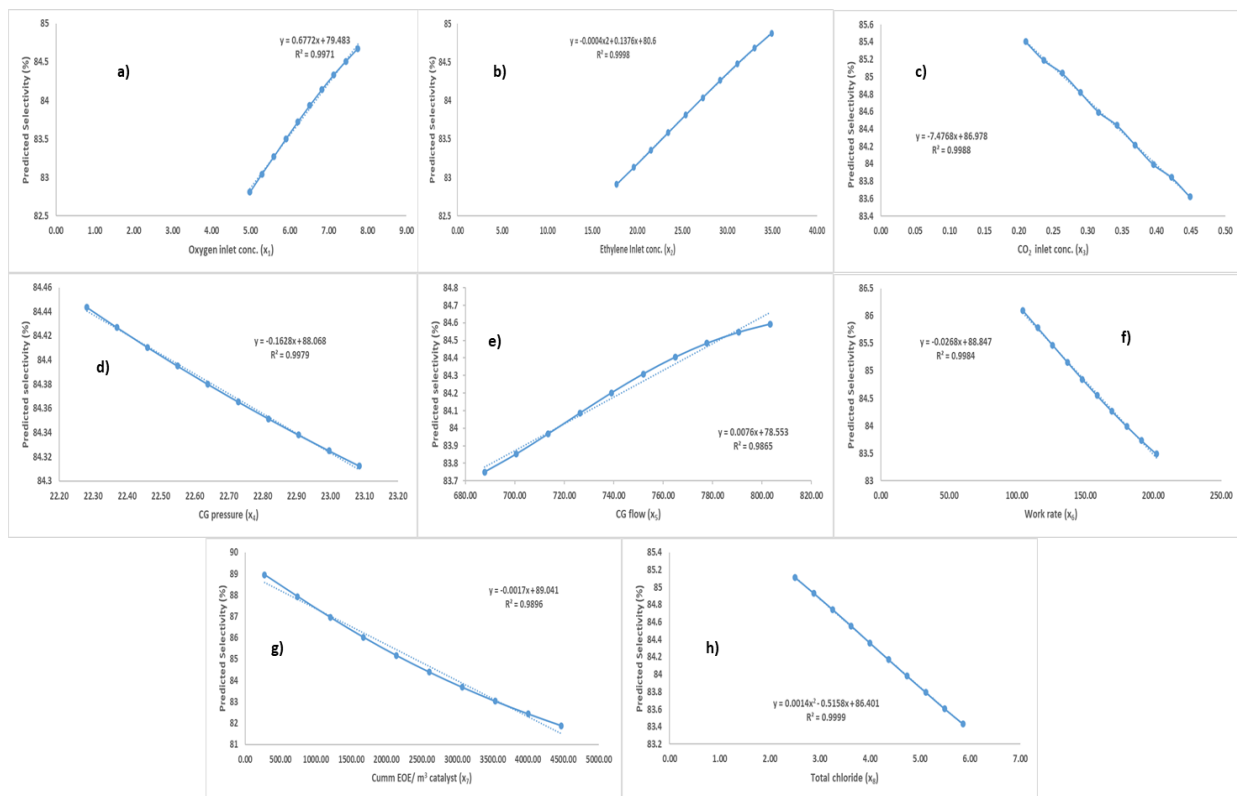 a)
Predicted Selectivity (%)
85
84.5
84
83.5
83
82.5
y = 0.6772x + 79.483
R² = 0.9971
0.00 1.00 2.00 3.00 4.00 5.00 6.00 7.00 8.00 9.00
Oxygen inlet conc. (x₁)
b)
Predicted Selectivity (%)
85
84.5
84
83.5
83
82.5
y = -0.0004x2 + 0.1376x + 80.6
R² = 0.9998
0.00 5.00 10.00 15.00 20.00 25.00 30.00 35.00 40.00
Ethylene Inlet conc. (x₂)
c)
Predicted Selectivity (%)
85.6
85.4
85.2
85
84.8
84.6
84.4
84.2
84
83.8
83.6
83.4
y = -7.4768x + 86.978
R² = 0.9988
0.00 0.05 0.10 0.15 0.20 0.25 0.30 0.35 0.40 0.45 0.50
CO₂ inlet conc. (x₃)
d)
Predicted selectivity (%)
84.46
84.44
84.42
84.4
84.38
84.36
84.34
84.32
84.3
y = -0.1628x + 88.068
R² = 0.9979
22.20 22.30 22.40 22.50 22.60 22.70 22.80 22.90 23.00 23.10 23.20
CG pressure (x₄)
e)
Predicted selectivity (%)
84.8
84.7
84.6
84.5
84.4
84.3
84.2
84.1
84
83.9
83.8
83.7
y = 0.0076x + 78.553
R² = 0.9865
680.00 700.00 720.00 740.00 760.00 780.00 800.00 820.00
CG flow (x₅)
f)
Predicted Selectivity (%)
86.5
86
85.5
85
84.5
84
83.5
83
y = -0.0268x + 88.847
R² = 0.9984
0.00 50.00 100.00 150.00 200.00 250.00
Work rate (x₆)
g)
Predicted Selectivity (%)
90
89
88
87
86
85
84
83
82
81
y = -0.0017x + 89.041
R² = 0.9896
0.00 500.00 1000.00 1500.00 2000.00 2500.00 3000.00 3500.00 4000.00 4500.00 5000.00
Cumm EOE/ m³ catalyst (x₇)
h)
Predicted Selectivity (%)
85.4
85.2
85
84.8
84.6
84.4
84.2
84
83.8
83.6
83.4
83.2
y = 0.0014x² - 0.5158x + 86.401
R² = 0.9999
0.00 1.00 2.00 3.00 4.00 5.00 6.00 7.00
Total chloride (x₈)